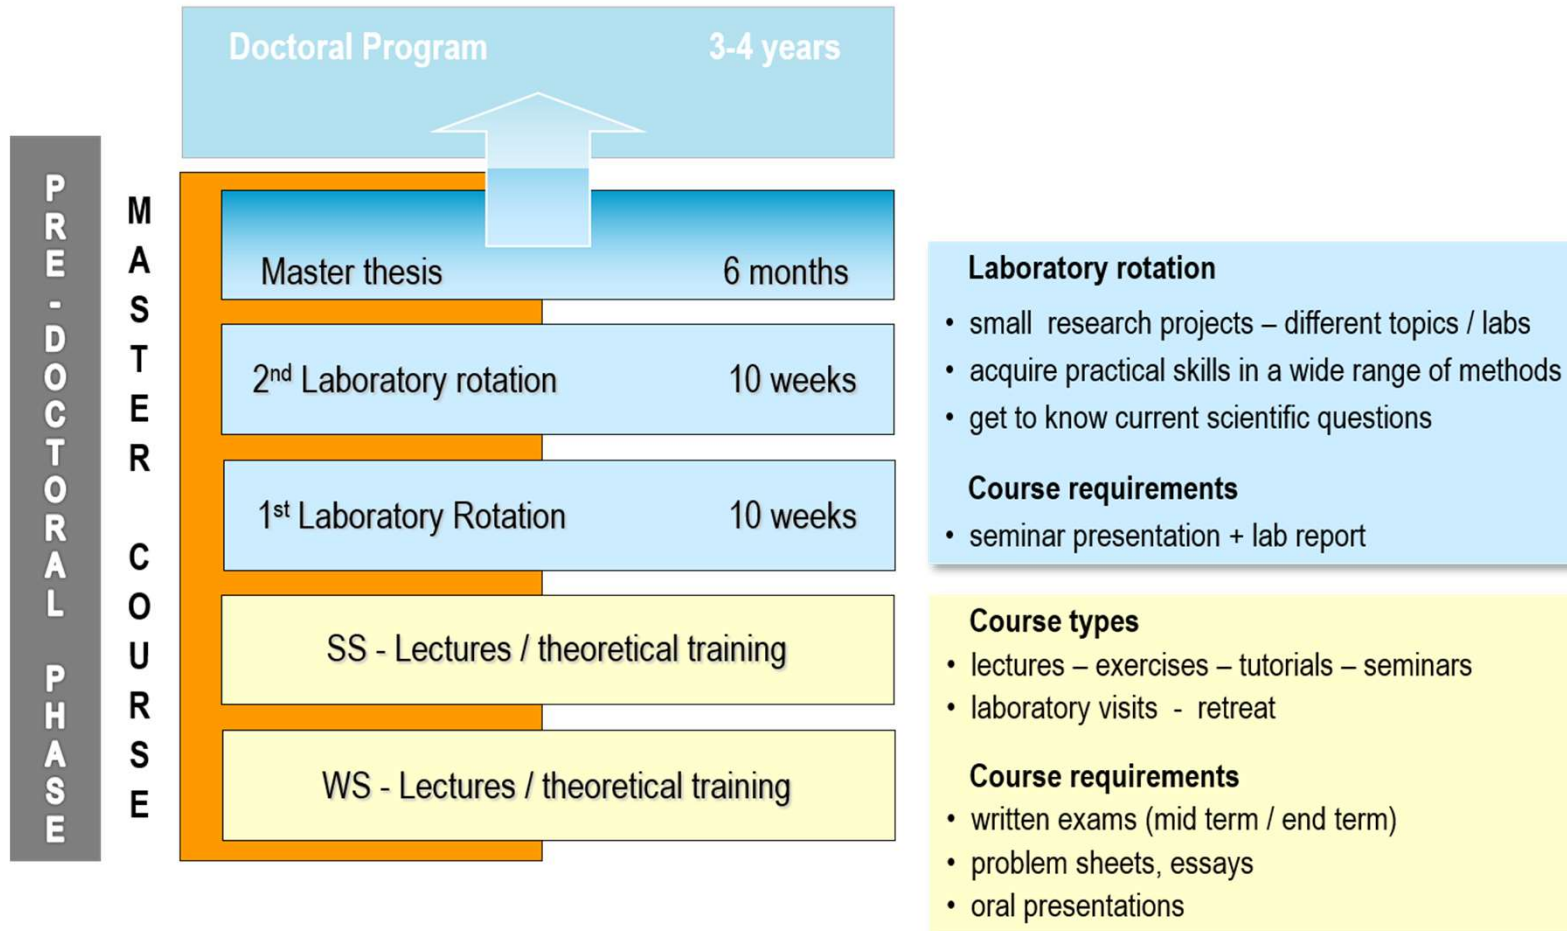 Doctoral Program 3-4 years
PRE-DOCTORAL PHASE
MASTER COURSE
Master thesis 6 months
2nd Laboratory rotation 10 weeks
1st Laboratory Rotation 10 weeks
SS - Lectures / theoretical training
WS - Lectures / theoretical training
Laboratory rotation
• small research projects – different topics / labs
• acquire practical skills in a wide range of methods
• get to know current scientific questions
Course requirements
• seminar presentation + lab report
Course types
• lectures – exercises – tutorials – seminars
• laboratory visits - retreat
Course requirements
• written exams (mid term / end term)
• problem sheets, essays
• oral presentations